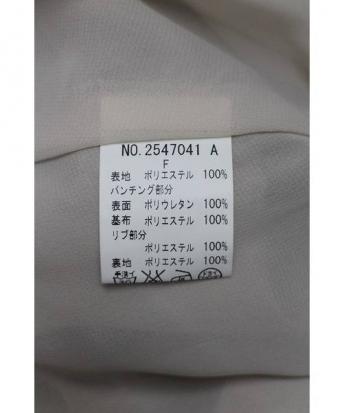 NO.2547041 A
F
表地 ポリエステル 100%
パンチング部分
表面 ポリウレタン 100%
基布 ポリエステル 100%
リブ部分
ポリエステル 100%
裏地 ポリエステル 100%